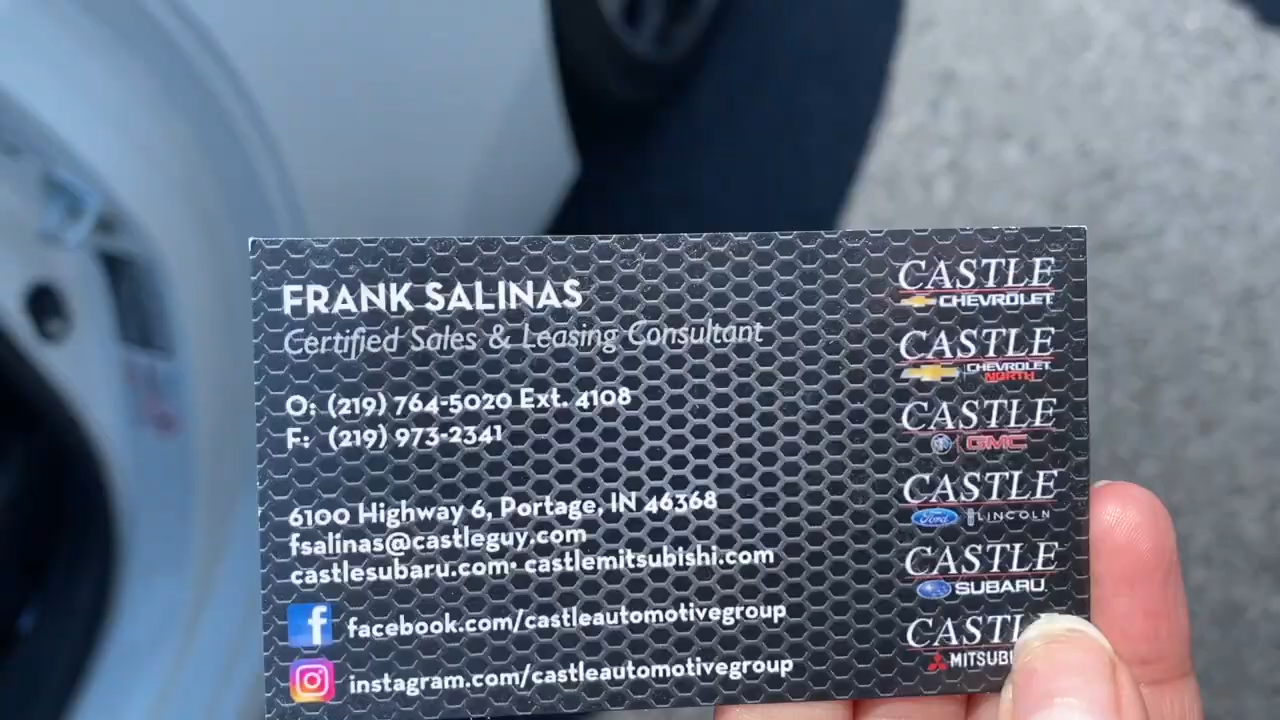 FRANK SALINAS
Certified Sales & Leasing Consultant
O: (219) 764-5020 Ext. 4108
F: (219) 973-2341
6100 Highway 6, Portage, IN 46368
fsalinas@castleguy.com
castlesubaru.com• castlemitsubishi.com
facebook.com/castleautomotivegroup
instagram.com/castleautomotivegroup
CASTLE
CHEVROLET
CASTLE
CHEVROLET
NORTH
CASTLE
GMC
CASTLE
Ford LINCOLN
CASTLE
SUBARU
CASTL
MITSUBI